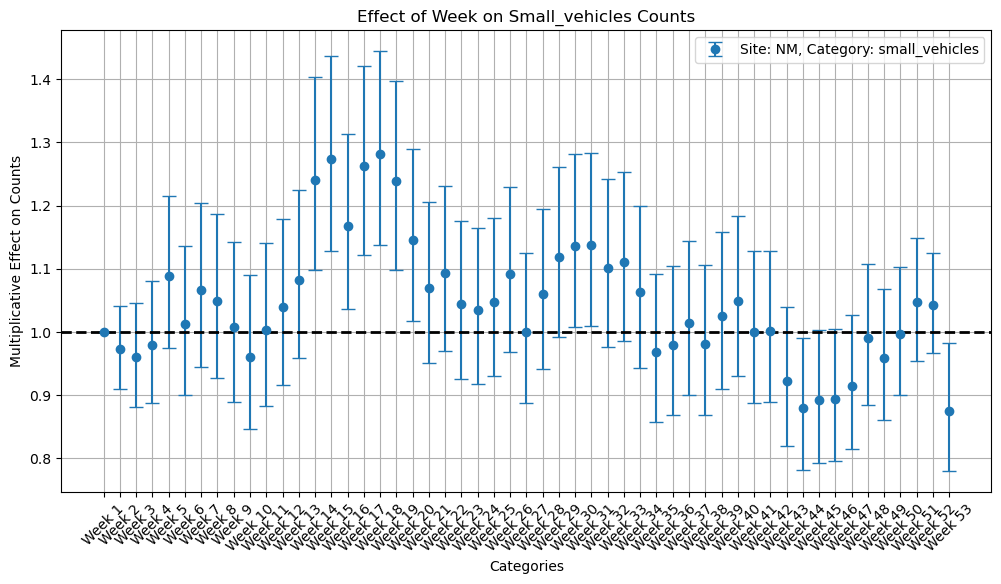 Effect of Week on Small_vehicles Counts
Site: NM, Category: small_vehicles
Multiplicative Effect on Counts
1.4
1.3
1.2
1.1
1.0
0.9
0.8
Week 1
Week 2
Week 3
Week 4
Week 5
Week 6
Week 7
Week 8
Week 9
Week 10
Week 11
Week 12
Week 13
Week 14
Week 15
Week 16
Week 17
Week 18
Week 19
Week 20
Week 21
Week 22
Week 23
Week 24
Week 25
Week 26
Week 27
Week 28
Week 29
Week 30
Week 31
Week 32
Week 33
Week 34
Week 35
Week 36
Week 37
Week 38
Week 39
Week 40
Week 41
Week 42
Week 43
Week 44
Week 45
Week 46
Week 47
Week 48
Week 49
Week 50
Week 51
Week 52
Week 53
Categories